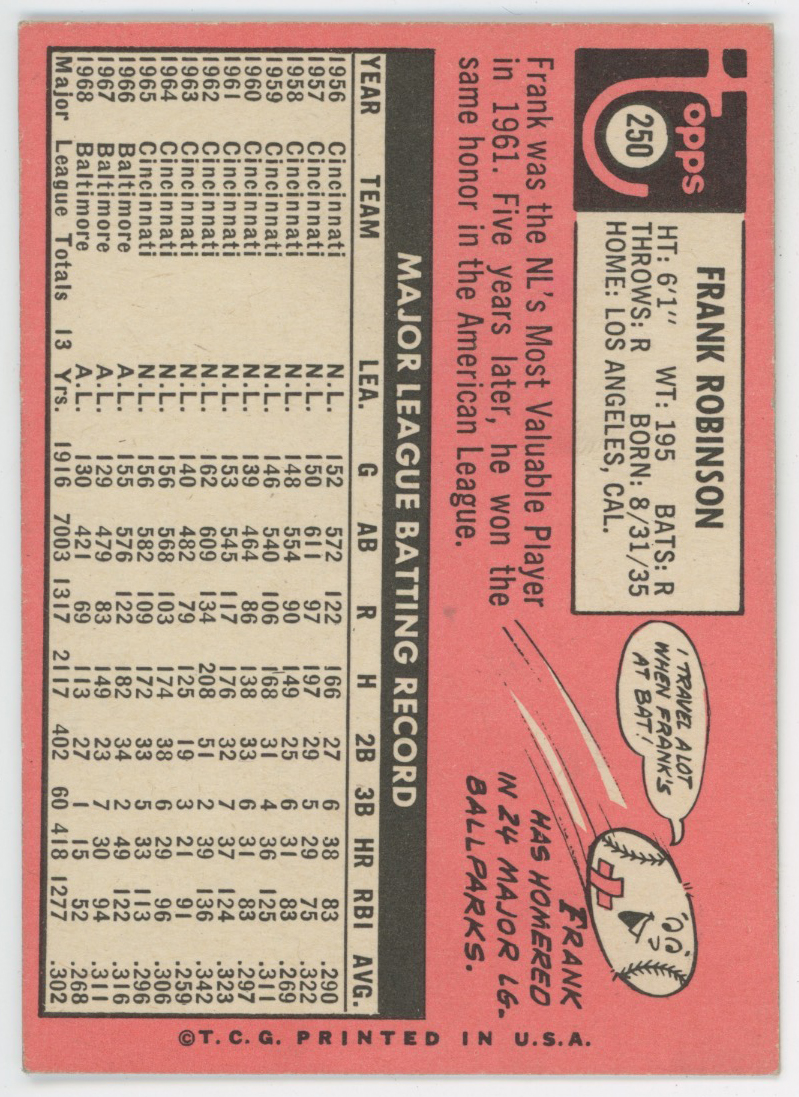 Topps
250
FRANK ROBINSON
HT: 6'1" WT: 195 BATS: R
THROWS: R BORN: 8/31/35
HOME: LOS ANGELES, CAL.
Frank was the NL's Most Valuable Player
in 1961. Five years later, he won the
same honor in the American League.
I TRAVEL A LOT
WHEN FRANK'S
AT BAT!
FRANK
HAS HOMERED
IN 24 MAJOR LG.
BALLPARKS.
MAJOR LEAGUE BATTING RECORD
YEAR TEAM LEA. G AB R H 2B 3B HR RBI AVG.
1956 Cincinnati N.L. 152 572 122 166 27 6 38 83 .290
1957 Cincinnati N.L. 150 611 97 197 29 5 29 75 .322
1958 Cincinnati N.L. 148 554 90 149 25 6 31 83 .269
1959 Cincinnati N.L. 146 540 106 168 31 4 36 125 .311
1960 Cincinnati N.L. 139 464 86 138 33 6 31 83 .297
1961 Cincinnati N.L. 153 545 117 176 32 7 37 124 .323
1962 Cincinnati N.L. 162 609 134 208 51 2 39 136 .342
1963 Cincinnati N.L. 140 482 79 125 19 3 21 91 .259
1964 Cincinnati N.L. 156 568 103 174 38 6 29 96 .306
1965 Cincinnati N.L. 156 582 109 172 33 5 33 113 .296
1966 Baltimore A.L. 155 576 122 182 34 2 49 122 .316
1967 Baltimore A.L. 129 479 83 149 23 7 30 94 .311
1968 Baltimore A.L. 130 421 69 113 27 1 15 52 .268
Major League Totals 13 Yrs. 1916 7003 1317 2117 402 60 418 1277 .302
©T.C.G. PRINTED IN U.S.A.